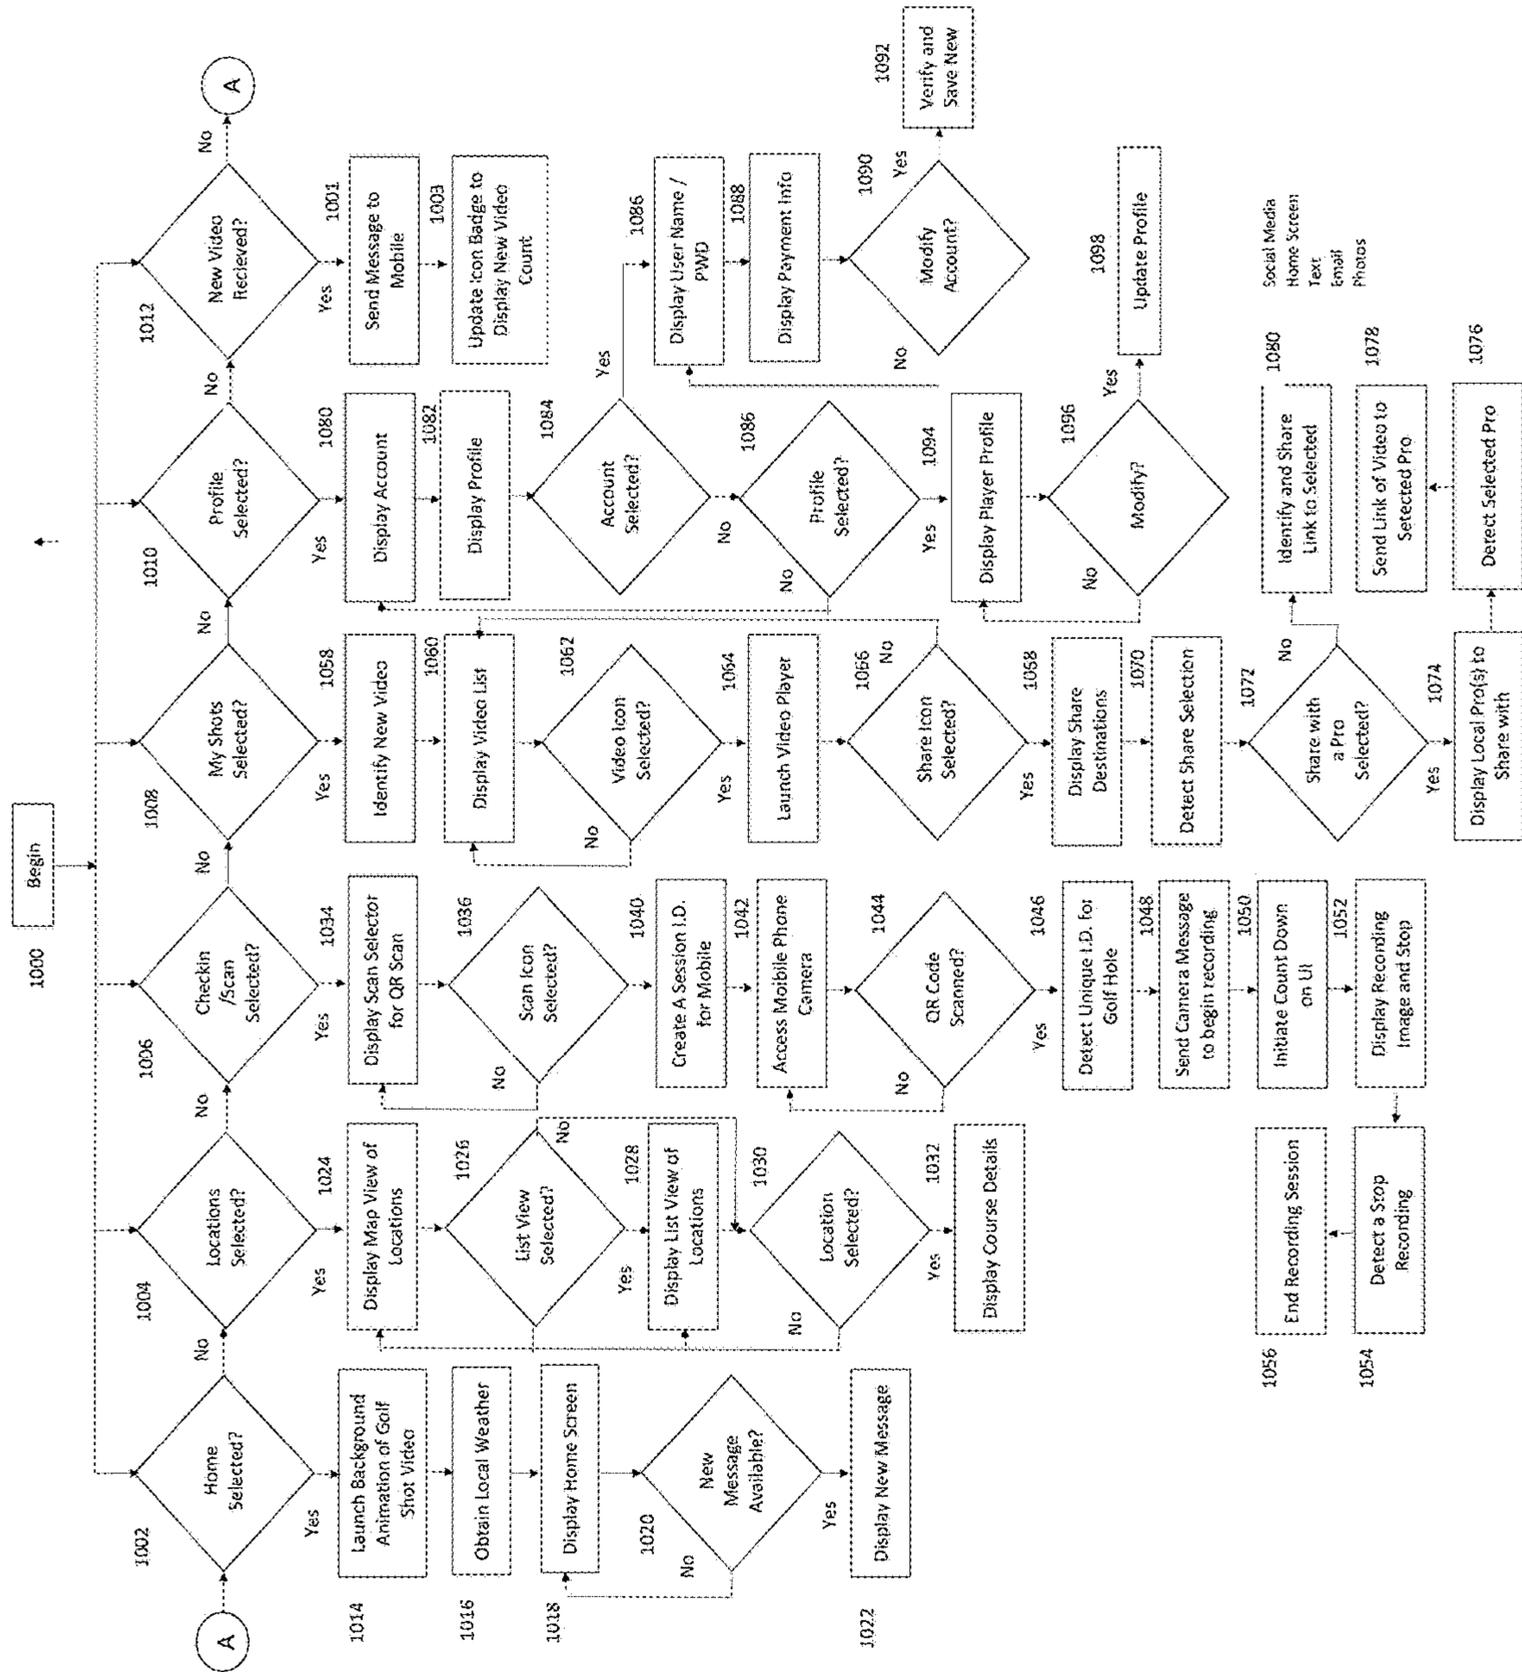 1000
Begin
A
1002
Home
Selected?
No
Yes
1014
Launch Background
Animation of Golf
Shot Video
1016
Obtain Local Weather
1018
Display Home Screen
1020
New
Message
Available?
No
Yes
1022
Display New Message
1004
Locations
Selected?
No
Yes
1024
Display Map View of
Locations
1026
List View
Selected?
No
Yes
1028
Display List View of
Locations
1030
Location
Selected?
No
Yes
1032
Display Course Details
1006
Checkin
/Scan
Selected?
No
Yes
1034
Display Scan Selector
for QR Scan
1036
Scan Icon
Selected?
No
1040
Create A Session I.D.
for Mobile
1042
Access Moibile Phone
Camera
1044
QR Code
Scanned?
No
Yes
1046
Detect Unique I.D. for
Golf Hole
1048
Send Camera Message
to begin recording
1050
Initiate Count Down
on UI
1052
Display Recording
Image and Stop
1054
Detect a Stop
Recording
1056
End Recording Session
1008
My Shots
Selected?
No
Yes
1058
Identify New Video
1060
Display Video List
1062
Video Icon
Selected?
No
Yes
1064
Launch Video Player
1066
Share Icon
Selected?
No
Yes
1068
Display Share
Destinations
1070
Detect Share Selection
1072
Share with
a Pro
Selected?
No
Yes
1074
Display Local Pro(s) to
Share with
1076
Detect Selected Pro
1078
Send Link of Video to
Setected Pro
1080
Identify and Share
Link to Selected
Social Media
Home Screen
Text
Email
Photos
1010
Profile
Selected?
No
Yes
1080
Display Account
1082
Display Profile
1084
Account
Selected?
Yes
No
1086
Profile
Selected?
No
Yes
1094
Display Player Profile
1096
Modify?
No
Yes
1098
Update Profile
1086
Display User Name /
PWD
1088
Display Payment Info
1090
Modify
Account?
No
Yes
1092
Verify and
Save New
1012
New Video
Recieved?
No
Yes
1001
Send Message to
Mobile
1003
Update Icon Badge to
Display New Video
Count
A